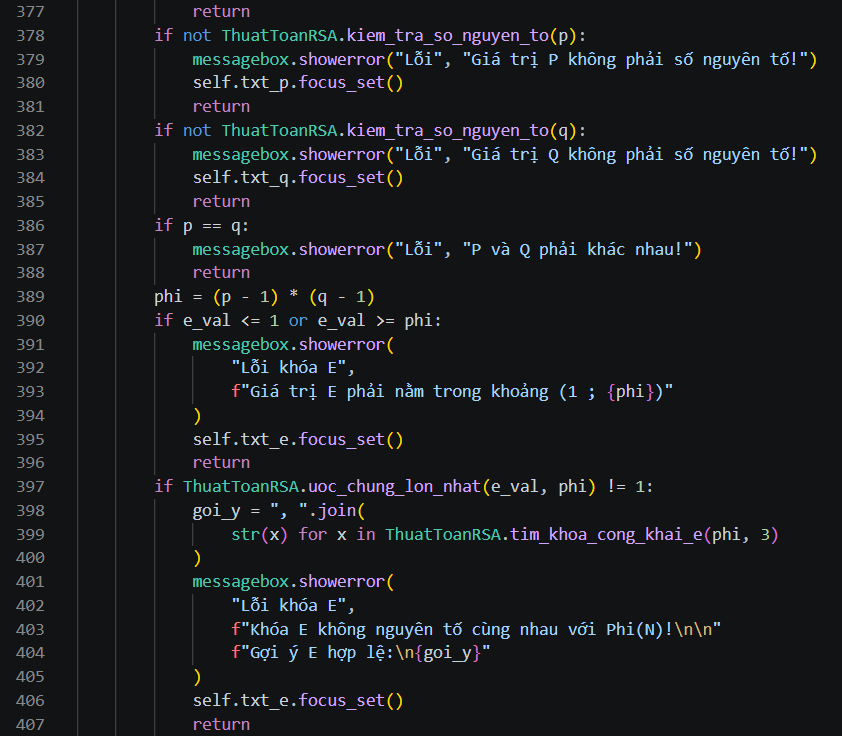 377 return
378 if not ThuatToanRSA.kiem_tra_so_nguyen_to(p):
379 messagebox.showerror("Lỗi", "Giá trị P không phải số nguyên tố!")
380 self.txt_p.focus_set()
381 return
382 if not ThuatToanRSA.kiem_tra_so_nguyen_to(q):
383 messagebox.showerror("Lỗi", "Giá trị Q không phải số nguyên tố!")
384 self.txt_q.focus_set()
385 return
386 if p == q:
387 messagebox.showerror("Lỗi", "P và Q phải khác nhau!")
388 return
389 phi = (p - 1) * (q - 1)
390 if e_val <= 1 or e_val >= phi:
391 messagebox.showerror(
392 "Lỗi khóa E",
393 f"Giá trị E phải nằm trong khoảng (1 ; {phi})"
394 )
395 self.txt_e.focus_set()
396 return
397 if ThuatToanRSA.uoc_chung_lon_nhat(e_val, phi) != 1:
398 goi_y = ", ".join(
399 str(x) for x in ThuatToanRSA.tim_khoa_cong_khai_e(phi, 3)
400 )
401 messagebox.showerror(
402 "Lỗi khóa E",
403 f"Khóa E không nguyên tố cùng nhau với Phi(N)!\n\n"
404 f"Gợi ý E hợp lệ:\n{goi_y}"
405 )
406 self.txt_e.focus_set()
407 return